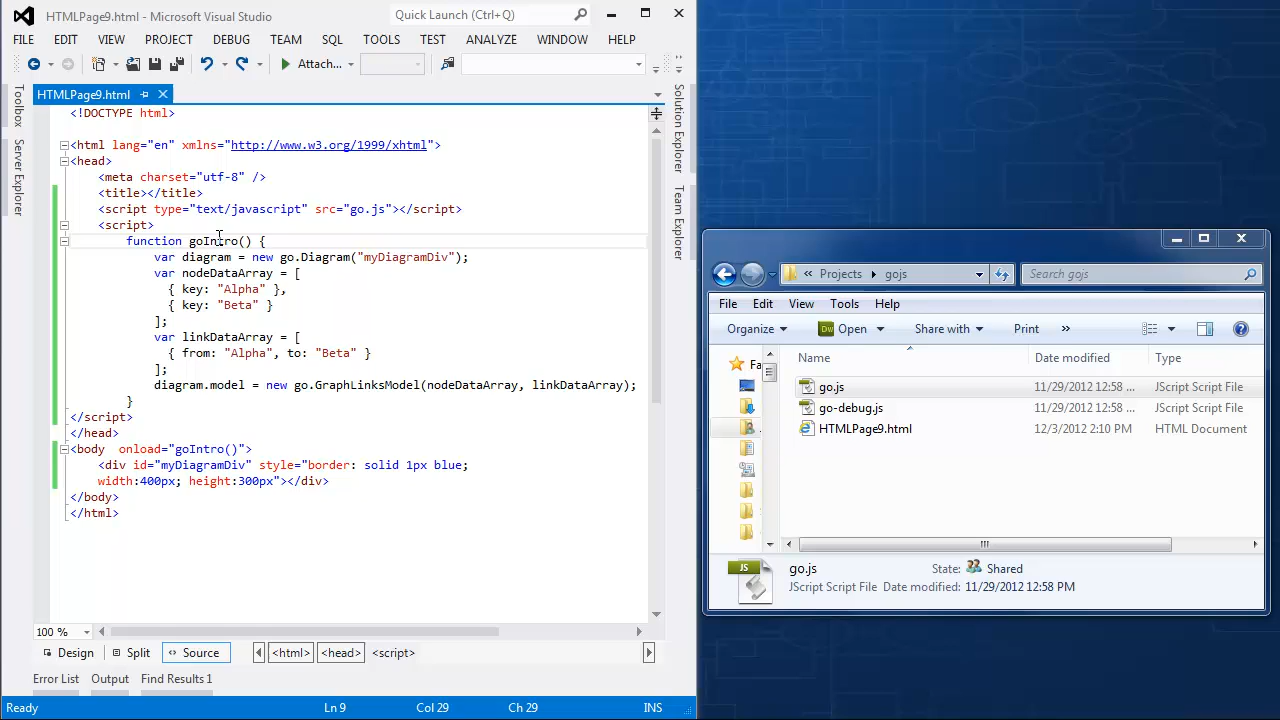 HTMLPage9.html - Microsoft Visual Studio
Quick Launch (Ctrl+Q)
FILE EDIT VIEW PROJECT DEBUG TEAM SQL TOOLS TEST ANALYZE WINDOW HELP
Attach...
HTMLPage9.html
Toolbox
Server Explorer
Solution Explorer
Team Explorer
<!DOCTYPE html>
<html lang="en" xmlns="http://www.w3.org/1999/xhtml">
<head>
<meta charset="utf-8" />
<title></title>
<script type="text/javascript" src="go.js"></script>
<script>
function goIntro() {
var diagram = new go.Diagram("myDiagramDiv");
var nodeDataArray = [
{ key: "Alpha" },
{ key: "Beta" }
];
var linkDataArray = [
{ from: "Alpha", to: "Beta" }
];
diagram.model = new go.GraphLinksModel(nodeDataArray, linkDataArray);
}
</script>
</head>
<body  onload="goIntro()">
<div id="myDiagramDiv" style="border: solid 1px blue;
width:400px; height:300px"></div>
</body>
</html>
100 %
Design Split Source <html> <head> <script>
Error List Output Find Results 1
Ready Ln 9 Col 29 Ch 29 INS
« Projects gojs
Search gojs
File Edit View Tools Help
Organize Open Share with Print »
Name Date modified Type
Fa
go.js 11/29/2012 12:58 ... JScript Script File
go-debug.js 11/29/2012 12:58 ... JScript Script File
HTMLPage9.html 12/3/2012 2:10 PM HTML Document
JS
go.js State: Shared
JScript Script File Date modified: 11/29/2012 12:58 PM